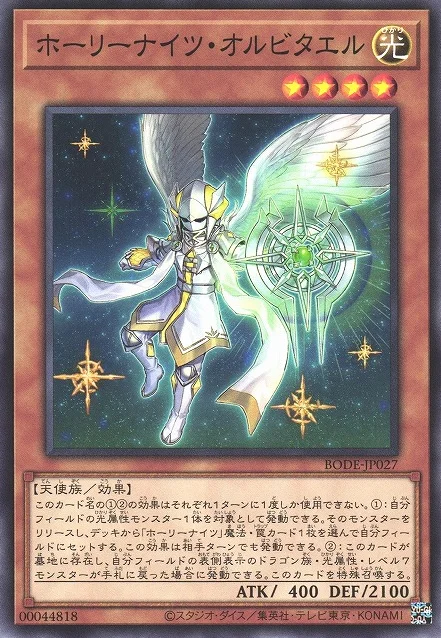 ホーリーナイツ・オルビタエル
光
BODE-JP027
【天使族/効果】
このカード名の①②の効果はそれぞれ1ターンに1度しか使用できない。①:自分
フィールドの光属性モンスター1体を対象として発動できる。そのモンスターを
リリースし、デッキから「ホーリーナイツ」魔法・罠カード1枚を選んで自分フィー
ルドにセットする。この効果は相手ターンでも発動できる。②:このカードが
墓地に存在し、自分フィールドの表側表示のドラゴン族・光属性・レベル7
モンスターが手札に戻った場合に発動できる。このカードを特殊召喚する。
ATK/ 400 DEF/2100
00044818
©スタジオ・ダイス/集英社・テレビ東京・KONAMI